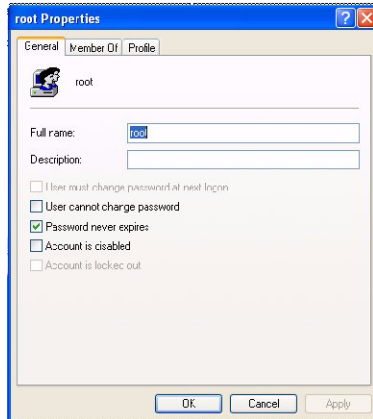 root Properties
General Member Of Profile
root
Full name: root
Description:
User must change password at next logon
User cannot change password
Password never expires
Account is disabled
Account is locked out
OK Cancel Apply